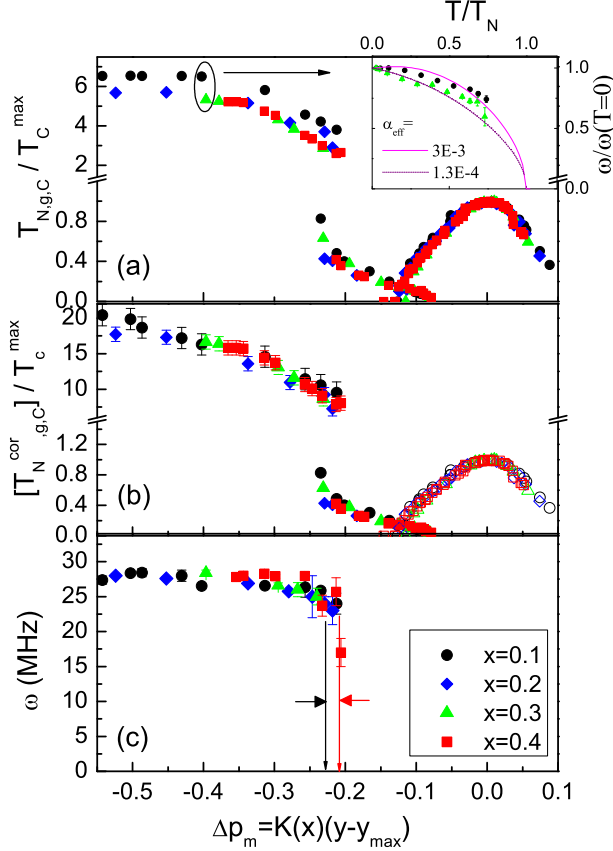 T/T_N
0.0 0.5 1.0
6
4
2
0.8
0.4
0.0
T_N,g,C / T_C^max
(a)
1.0
0.5
0.0
ω/ω(T=0)
α_eff=
3E-3
1.3E-4
20
15
10
1.2
0.8
0.4
0.0
[T_N^cor,g,C] / T_c^max
(b)
30
25
20
15
10
5
0
ω (MHz)
(c)
x=0.1
x=0.2
x=0.3
x=0.4
-0.5 -0.4 -0.3 -0.2 -0.1 0.0 0.1
Δp_m=K(x)(y-y_max)